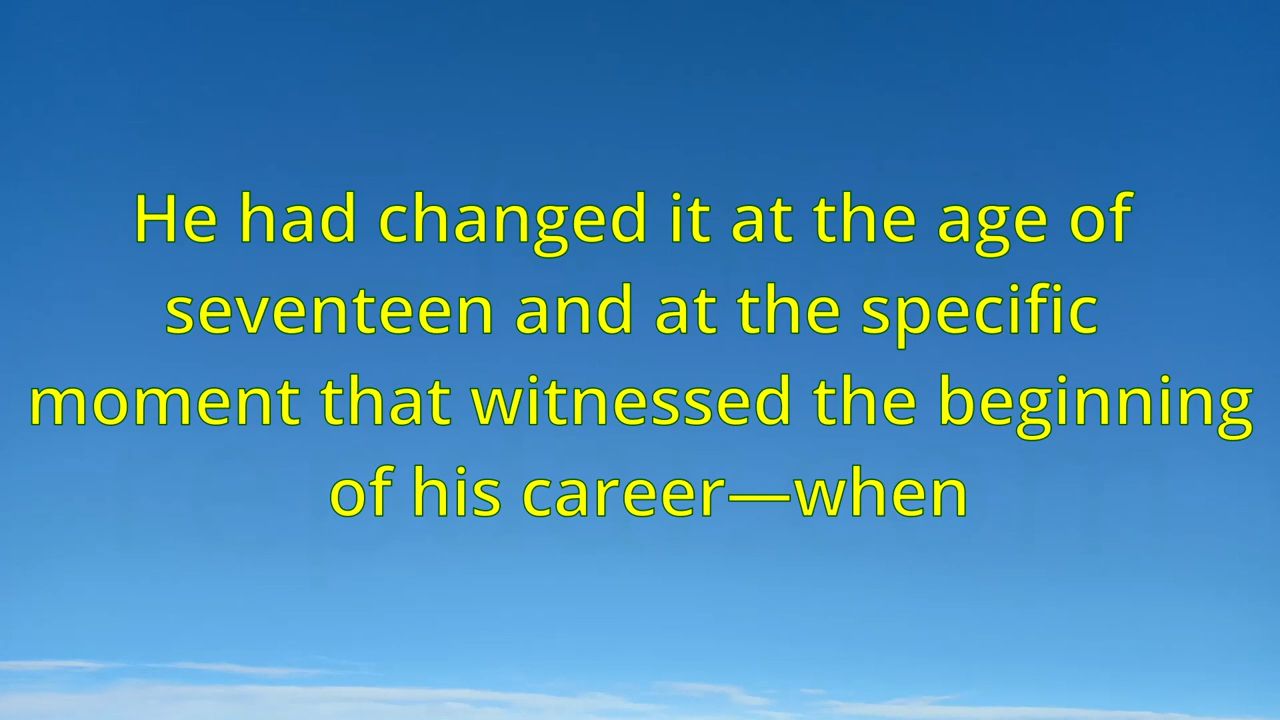 He had changed it at the age of
seventeen and at the specific
moment that witnessed the beginning
of his career—when